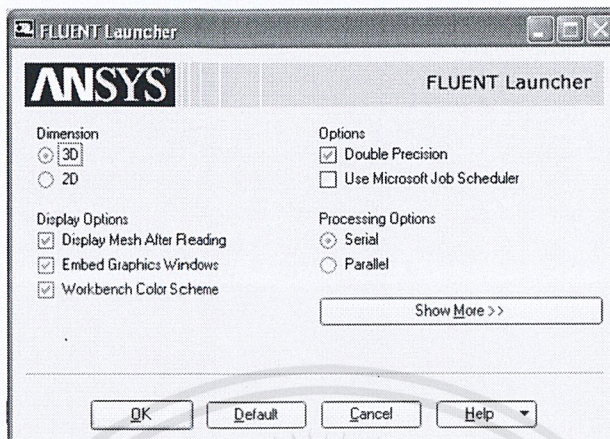 FLUENT Launcher
ANSYS
FLUENT Launcher
Dimension
3D
2D
Options
Double Precision
Use Microsoft Job Scheduler
Display Options
Display Mesh After Reading
Embed Graphics Windows
Workbench Color Scheme
Processing Options
Serial
Parallel
Show More >>
OK
Default
Cancel
Help